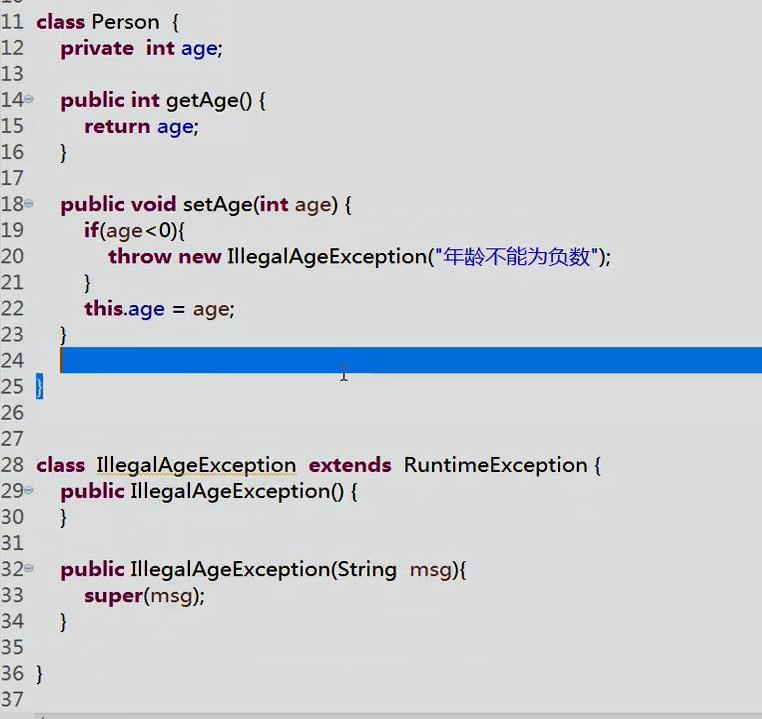 11 class Person  {
12 private  int age;
13
14 public int getAge() {
15 return age;
16 }
17
18 public void setAge(int age) {
19 if(age<0){
20 throw new IllegalAgeException("年龄不能为负数");
21 }
22 this.age = age;
23 }
24
25 }
26
27
28 class  IllegalAgeException  extends  RuntimeException {
29 public IllegalAgeException() {
30 }
31
32 public IllegalAgeException(String  msg){
33 super(msg);
34 }
35
36 }
37